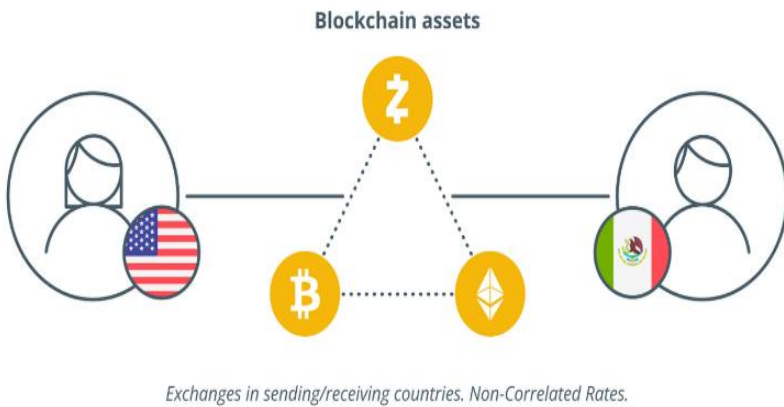 Blockchain assets
Exchanges in sending/receiving countries. Non-Correlated Rates.